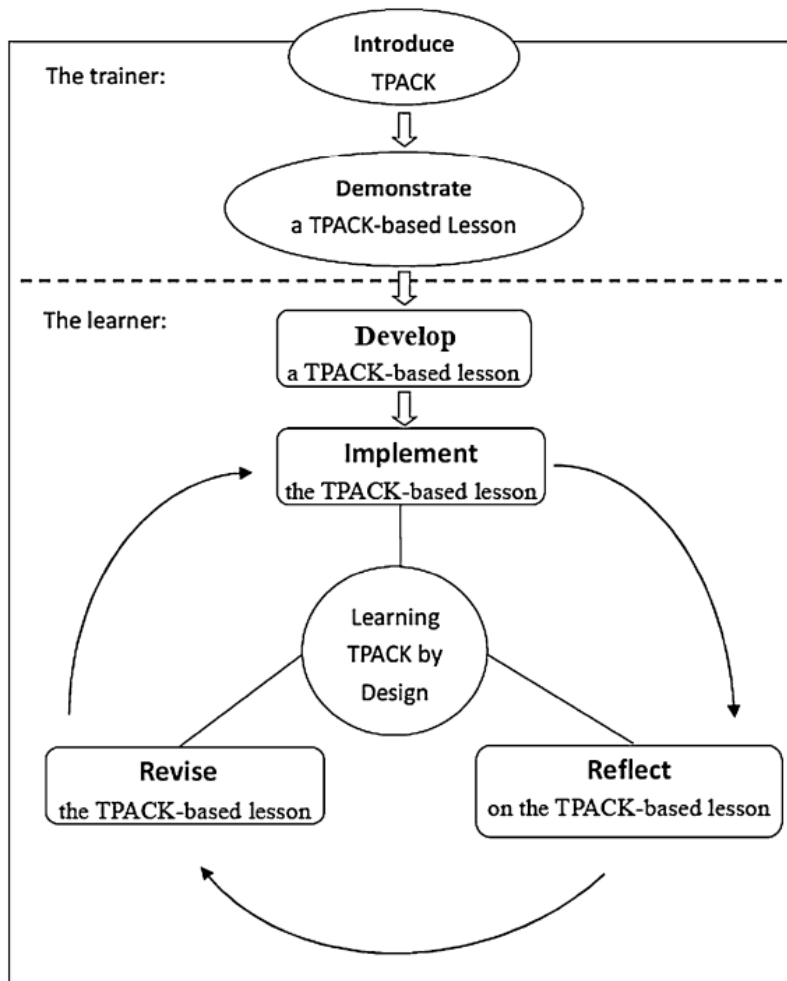 Introduce
The trainer:
TPACK
Demonstrate
a TPACK-based Lesson
The learner:
Develop
a TPACK-based lesson
Implement
the TPACK-based lesson
Learning
TPACK by
Design
Revise
the TPACK-based lesson
Reflect
on the TPACK-based lesson